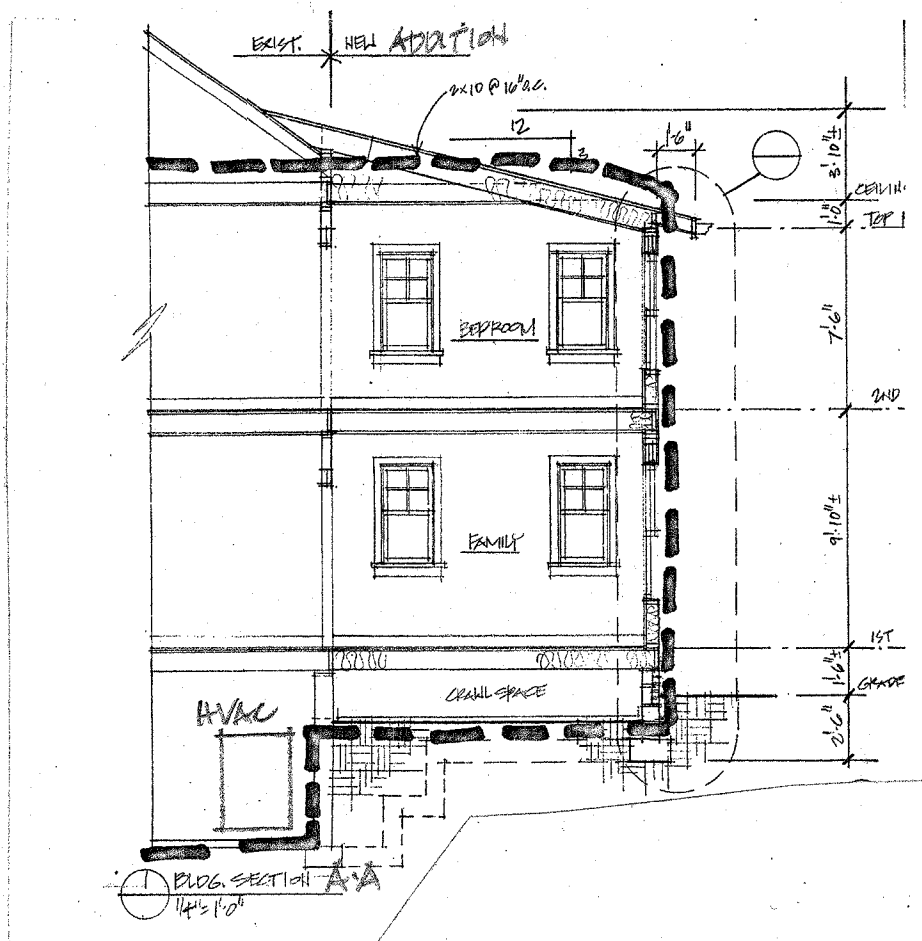 EXIST. NEW ADDITION
2x10 @ 16" O.C.
12
3
1'-6"
3'-10"±
CEILIN
1'-0"
TOP
7'-6"
BEDROOM
2ND
9'-10"±
FAMILY
1ST
1'-6"±
GRADE
2'-6"
CRAWL SPACE
HVAC
1 BLDG. SECTION A-A
1/4"=1'-0"